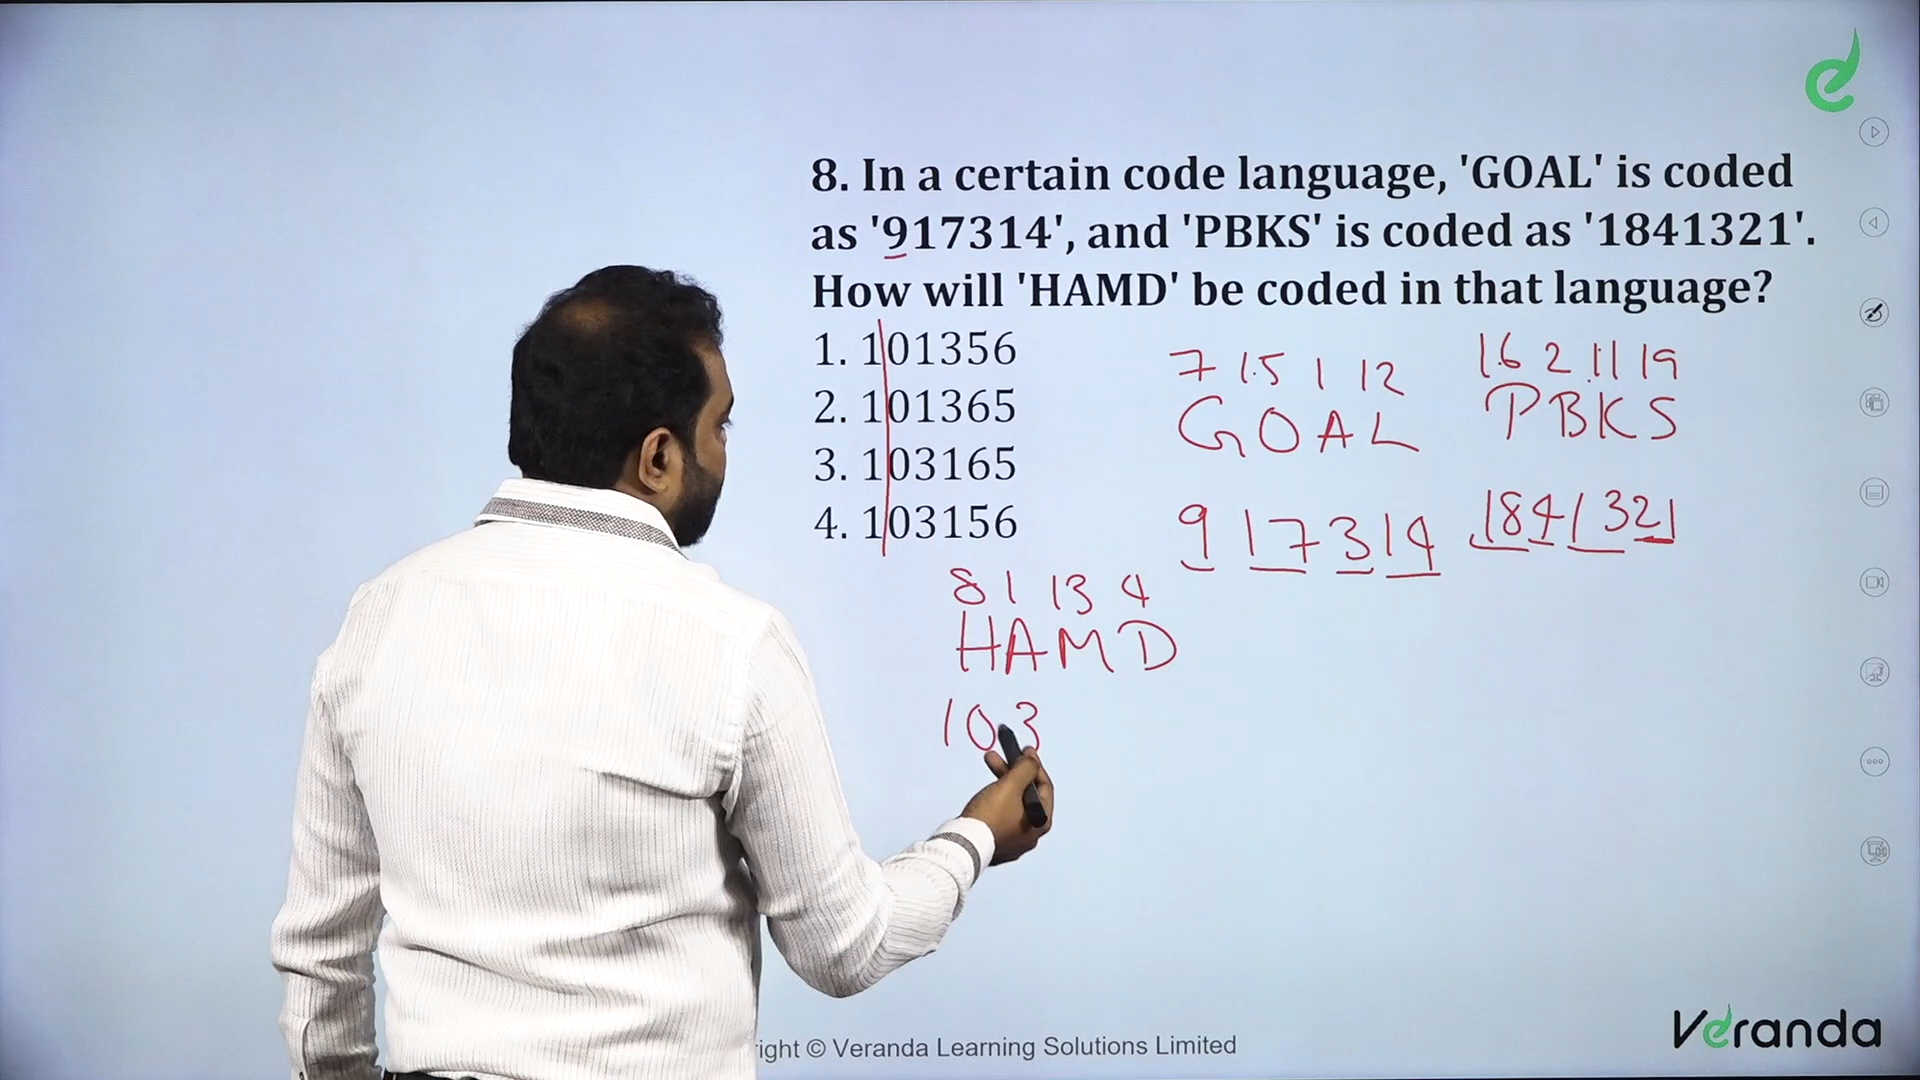 8. In a certain code language, 'GOAL' is coded
as '917314', and 'PBKS' is coded as '1841321'.
How will 'HAMD' be coded in that language?
1. 101356
2. 101365
3. 103165
4. 103156
7 15 1 12
GOAL
917314
16 2 11 19
PBKS
1841321
8 1 13 4
HAMD
103
ight © Veranda Learning Solutions Limited
Veranda